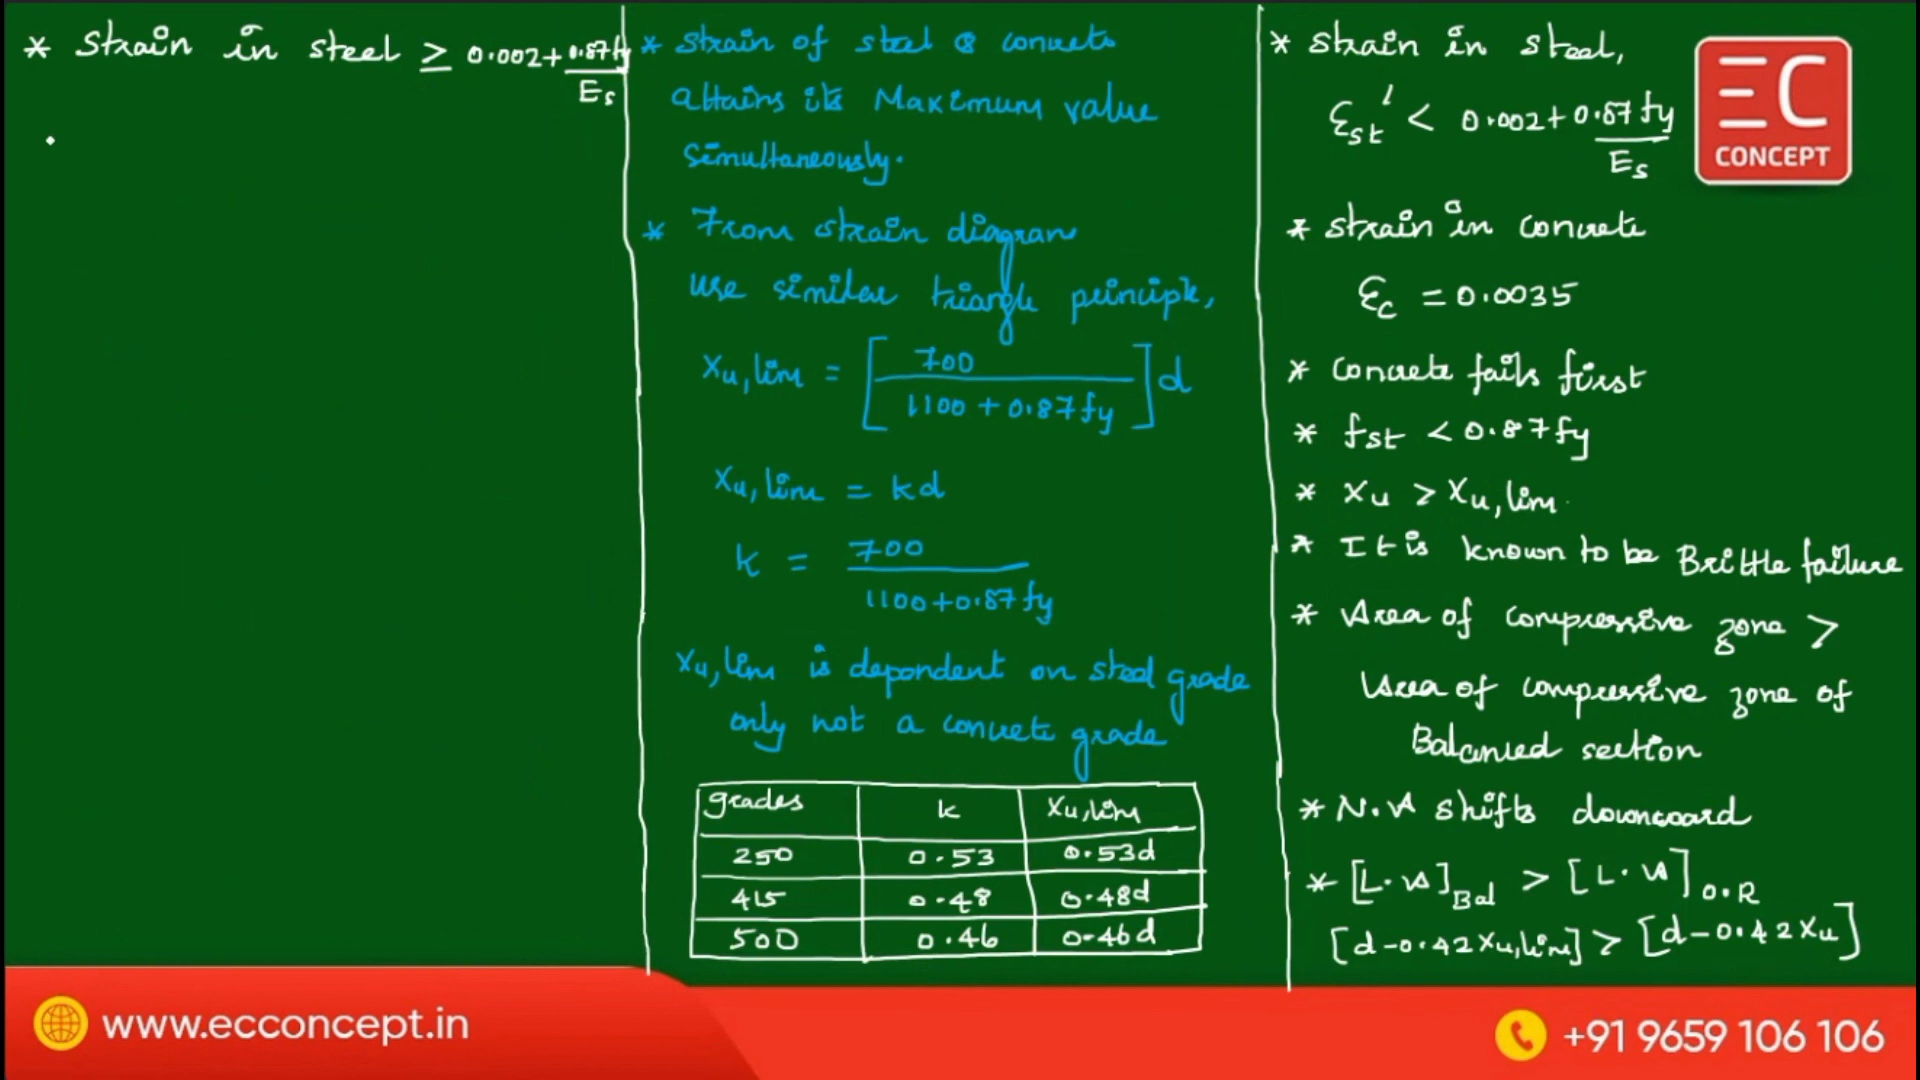 * Strain in steel ≥ 0.002 + 0.87fy / Es
* Strain of steel & concrete
attains its Maximum value
simultaneously.
* From strain diagram
use similar triangle principle,
Xu,lim = [700 / 1100 + 0.87fy] d
Xu,lim = kd
k = 700 / 1100+0.87fy
Xu,lim is dependent on steel grade
only not a concrete grade
grades k Xu,lim
250 0.53 0.53d
415 0.48 0.48d
500 0.46 0.46d
* Strain in steel,
Ɛst' < 0.002 + 0.87fy / Es
* Strain in concrete
Ɛc = 0.0035
* Concrete fails first
* fst < 0.87fy
* Xu > Xu,lim.
* It is known to be Brittle failure
* Area of compressive zone >
Area of compressive zone of
Balanced section
* N.A shifts downward
* [L.A]Bal > [L.A]O.R
[d-0.42Xu,lim] > [d-0.42Xu]
EC
CONCEPT
www.ecconcept.in
+91 9659 106 106